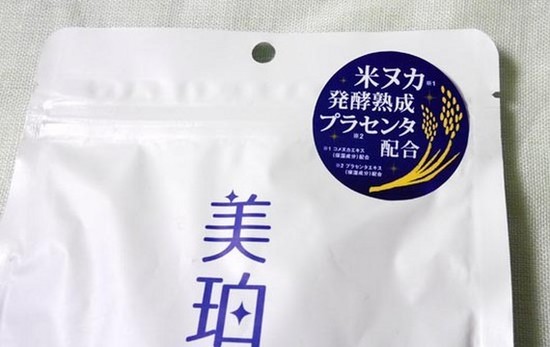 米ヌカ※1
発酵熟成
プラセンタ
※2
配合
※1 コメヌカエキス
(保湿成分)配合
※2 プラセンタエキス
(保湿成分)配合
美
珀